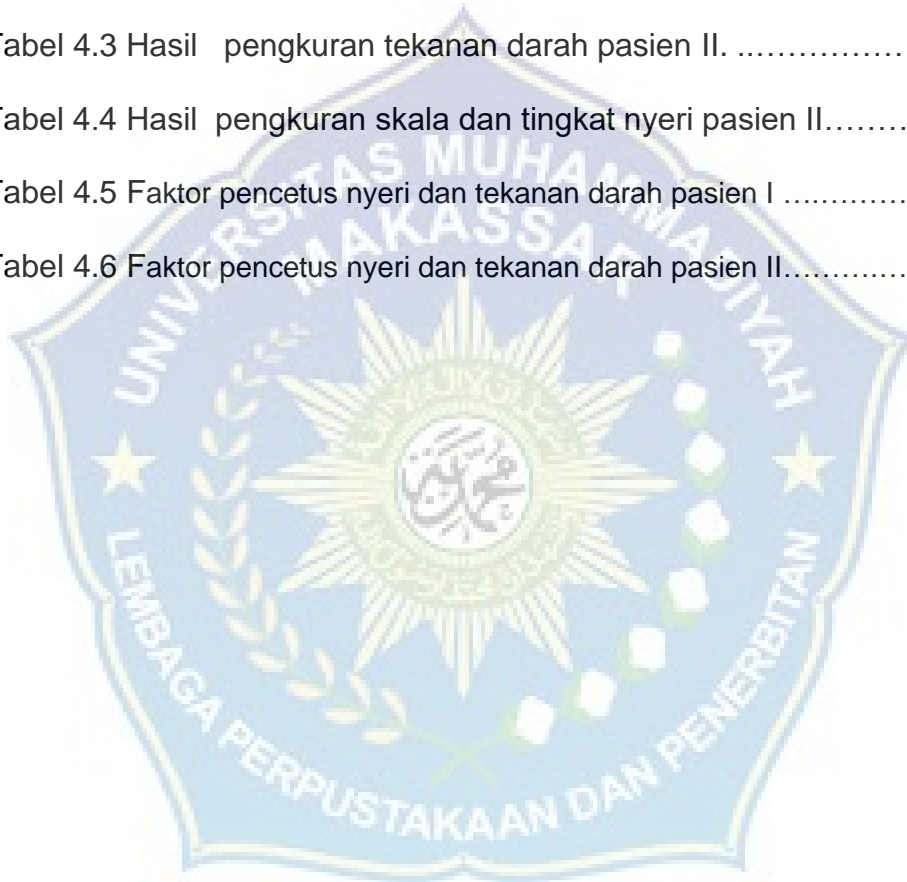 Tabel 4.3 Hasil   pengkuran tekanan darah pasien II. ..……………
Tabel 4.4 Hasil  pengkuran skala dan tingkat nyeri pasien II………
Tabel 4.5 Faktor pencetus nyeri dan tekanan darah pasien I ….………
Tabel 4.6 Faktor pencetus nyeri dan tekanan darah pasien II………..…
UNIVERSITAS MUHAMMADIYAH
MAKASSAR
LEMBAGA PERPUSTAKAAN DAN PENERBITAN